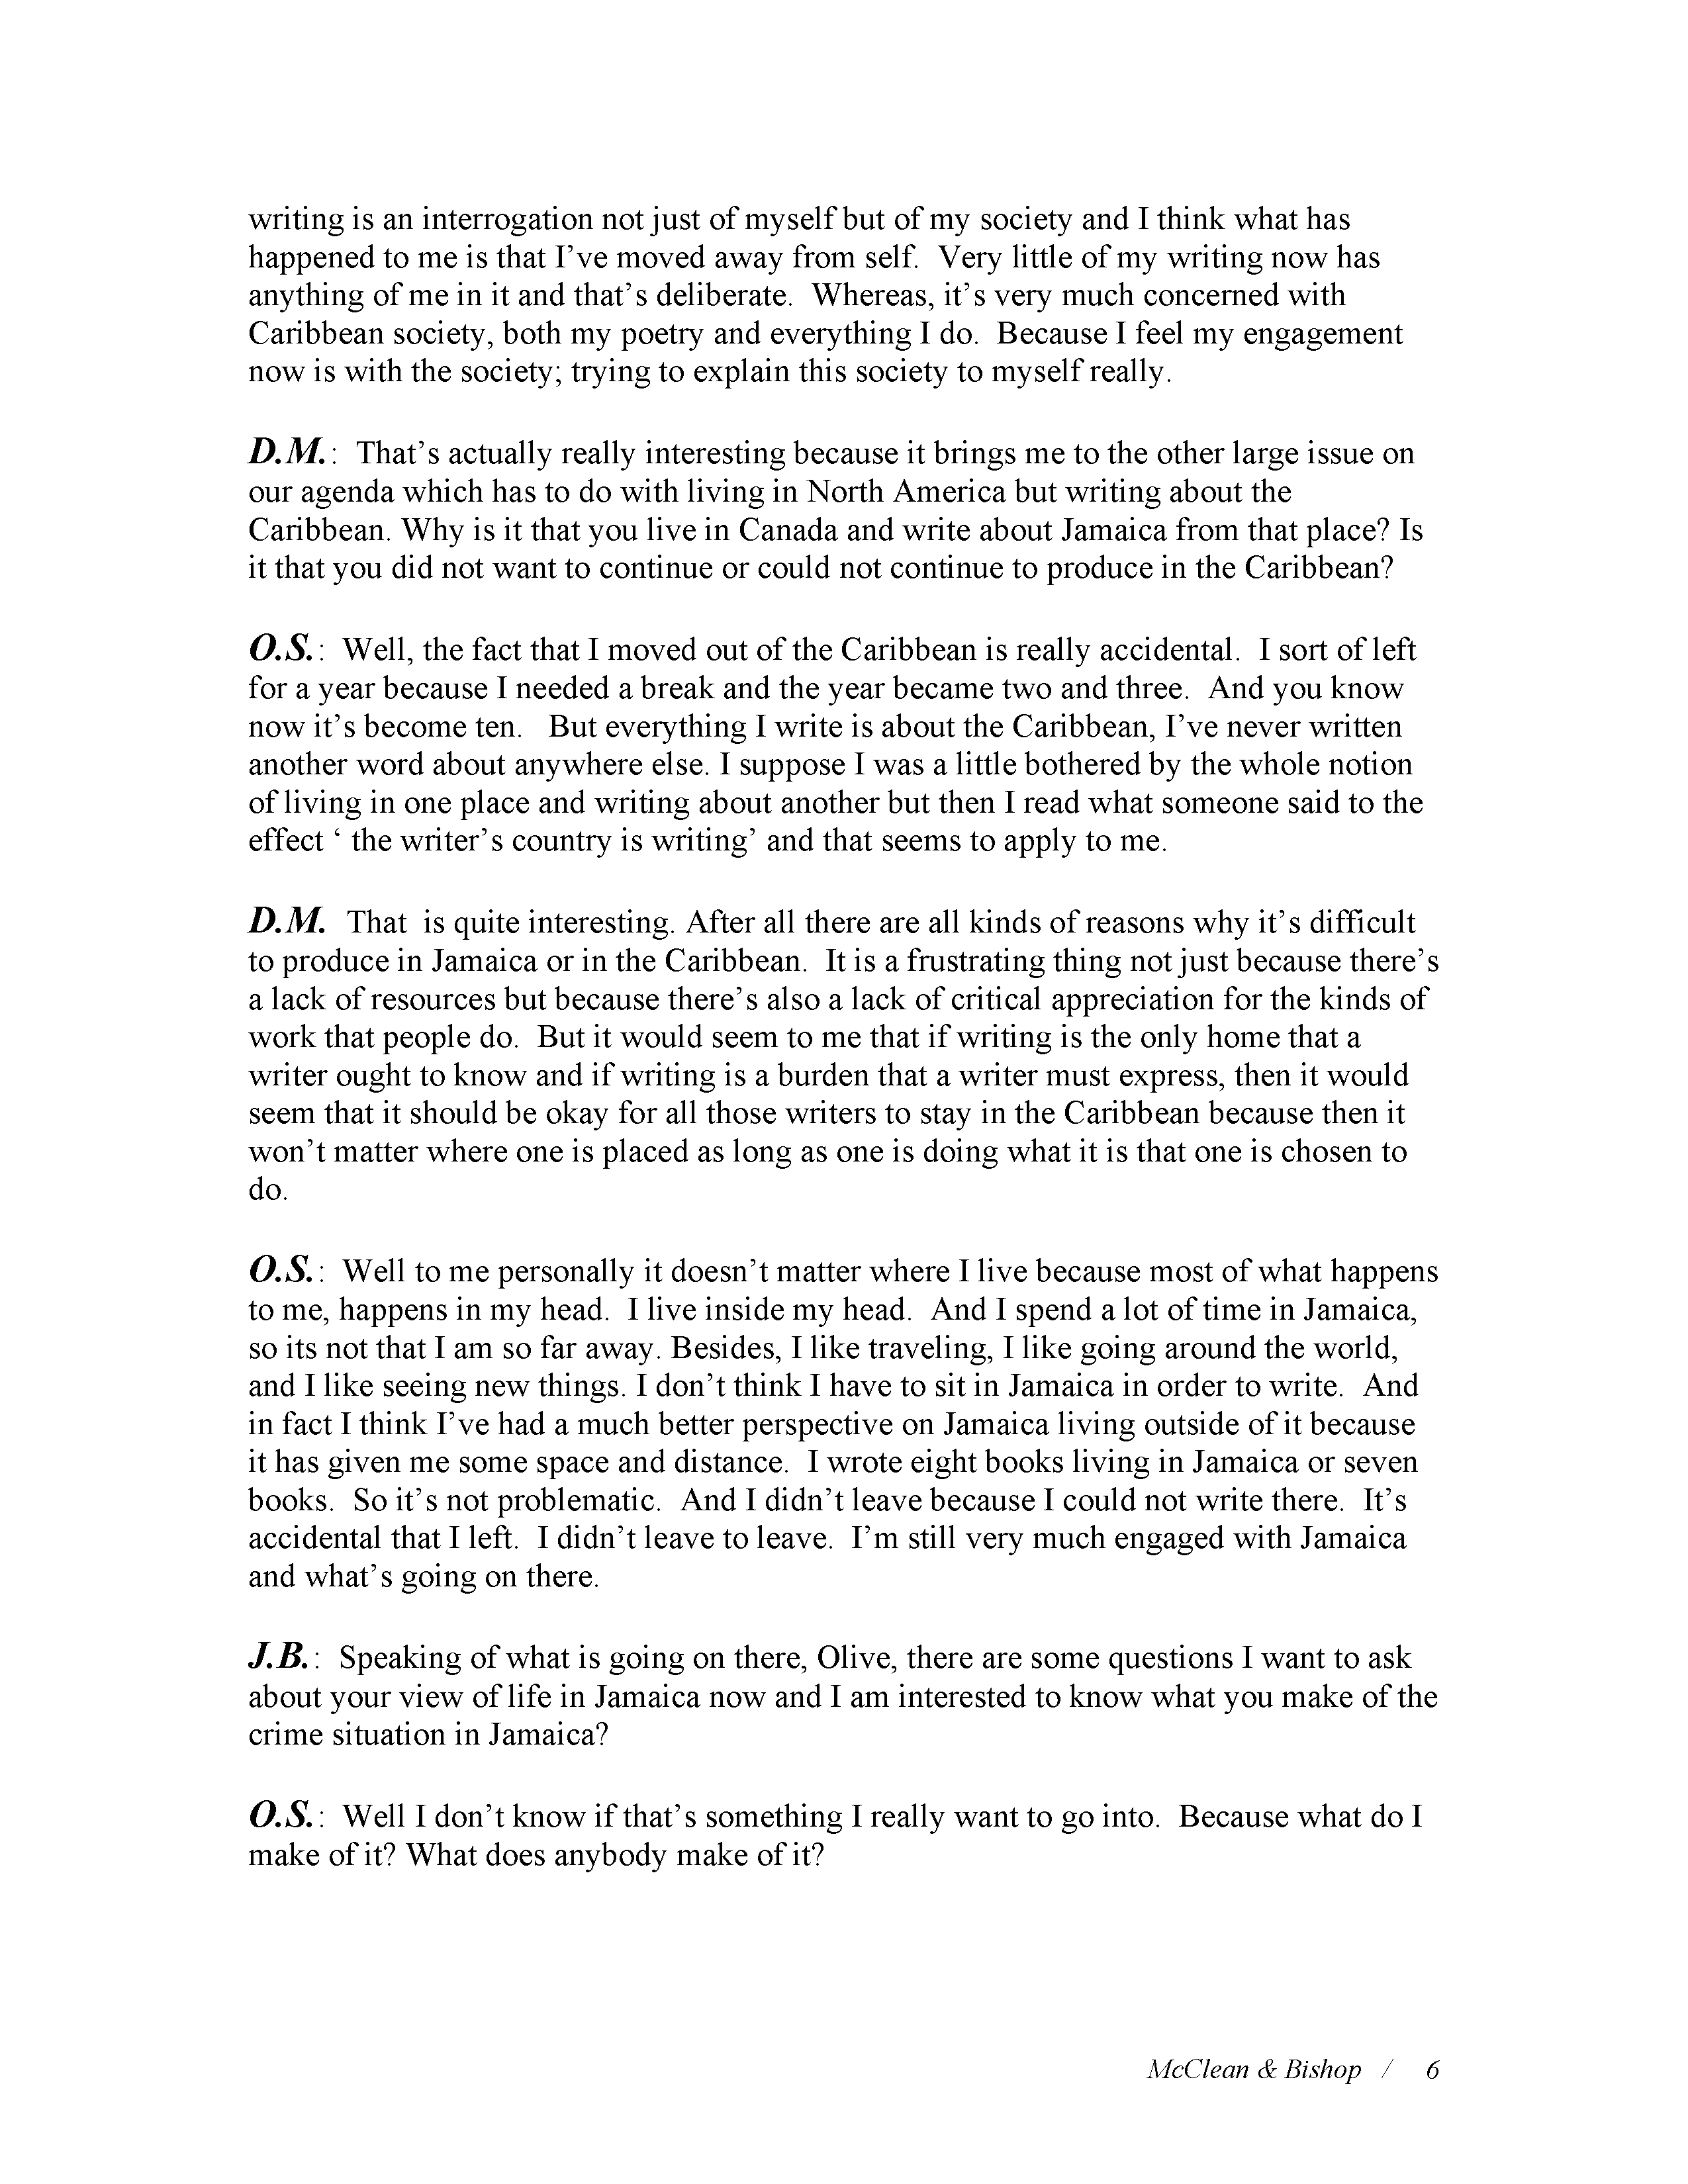 writing is an interrogation not just of myself but of my society and I think what has
happened to me is that I’ve moved away from self.  Very little of my writing now has
anything of me in it and that’s deliberate.  Whereas, it’s very much concerned with
Caribbean society, both my poetry and everything I do.  Because I feel my engagement
now is with the society; trying to explain this society to myself really.

D.M.:  That’s actually really interesting because it brings me to the other large issue on
our agenda which has to do with living in North America but writing about the
Caribbean. Why is it that you live in Canada and write about Jamaica from that place? Is
it that you did not want to continue or could not continue to produce in the Caribbean?

O.S.:  Well, the fact that I moved out of the Caribbean is really accidental.  I sort of left
for a year because I needed a break and the year became two and three.  And you know
now it’s become ten.   But everything I write is about the Caribbean, I’ve never written
another word about anywhere else. I suppose I was a little bothered by the whole notion
of living in one place and writing about another but then I read what someone said to the
effect ‘ the writer’s country is writing’ and that seems to apply to me.

D.M.  That  is quite interesting. After all there are all kinds of reasons why it’s difficult
to produce in Jamaica or in the Caribbean.  It is a frustrating thing not just because there’s
a lack of resources but because there’s also a lack of critical appreciation for the kinds of
work that people do.  But it would seem to me that if writing is the only home that a
writer ought to know and if writing is a burden that a writer must express, then it would
seem that it should be okay for all those writers to stay in the Caribbean because then it
won’t matter where one is placed as long as one is doing what it is that one is chosen to
do.

O.S.:  Well to me personally it doesn’t matter where I live because most of what happens
to me, happens in my head.  I live inside my head.  And I spend a lot of time in Jamaica,
so its not that I am so far away. Besides, I like traveling, I like going around the world,
and I like seeing new things. I don’t think I have to sit in Jamaica in order to write.  And
in fact I think I’ve had a much better perspective on Jamaica living outside of it because
it has given me some space and distance.  I wrote eight books living in Jamaica or seven
books.  So it’s not problematic.  And I didn’t leave because I could not write there.  It’s
accidental that I left.  I didn’t leave to leave.  I’m still very much engaged with Jamaica
and what’s going on there.

J.B.:  Speaking of what is going on there, Olive, there are some questions I want to ask
about your view of life in Jamaica now and I am interested to know what you make of the
crime situation in Jamaica?

O.S.:  Well I don’t know if that’s something I really want to go into.  Because what do I
make of it? What does anybody make of it?

McClean & Bishop  /  6